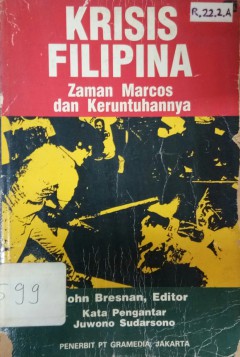 R.22.2.A
KRISIS
FILIPINA
Zaman Marcos
dan Keruntuhannya
599
John Bresnan, Editor
Kata Pengantar
Juwono Sudarsono
PENERBIT PT GRAMEDIA, JAKARTA